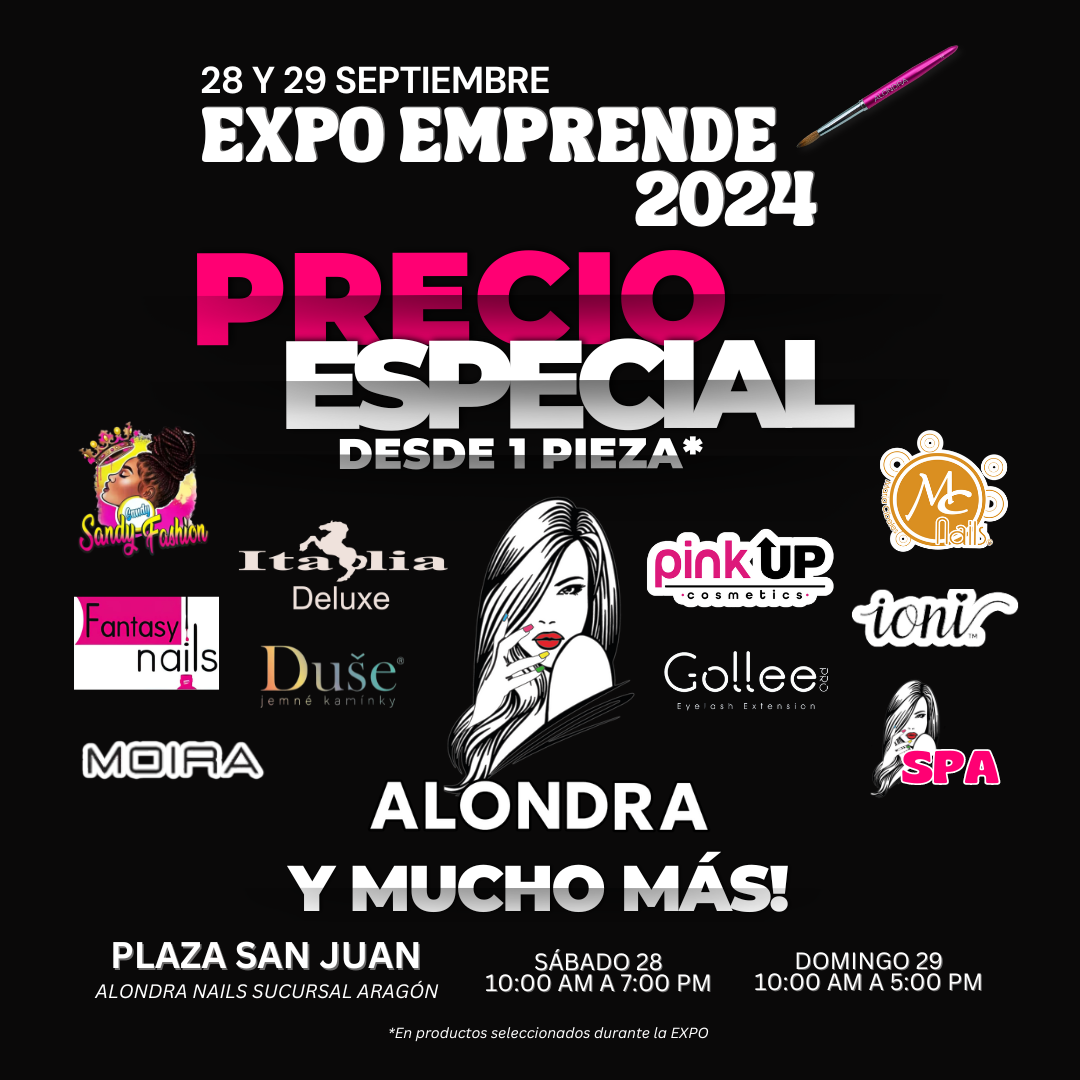 28 Y 29 SEPTIEMBRE
EXPO EMPRENDE
2024
PRECIO
ESPECIAL
DESDE 1 PIEZA*
Sandy
Sandy-Fashion
Italia
Deluxe
pink UP
cosmetics
MC
Nails
Fantasy
nails
Duše®
jemné kamínky
Gollee
Eyelash Extension
ioni™
MOIRA
SPA
ALONDRA
Y MUCHO MÁS!
PLAZA SAN JUAN
ALONDRA NAILS SUCURSAL ARAGÓN
SÁBADO 28
10:00 AM A 7:00 PM
DOMINGO 29
10:00 AM A 5:00 PM
*En productos seleccionados durante la EXPO